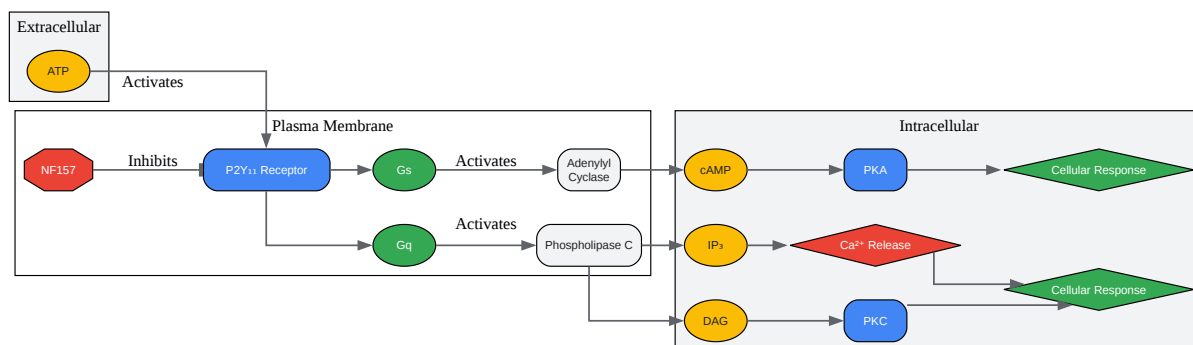 Extracellular
ATP
Activates
Plasma Membrane
Intracellular
NF157
Inhibits
P2Y₁₁ Receptor
Gs
Activates
Adenylyl
Cyclase
cAMP
PKA
Cellular Response
Gq
Activates
Phospholipase C
IP₃
Ca²⁺ Release
Cellular Response
DAG
PKC